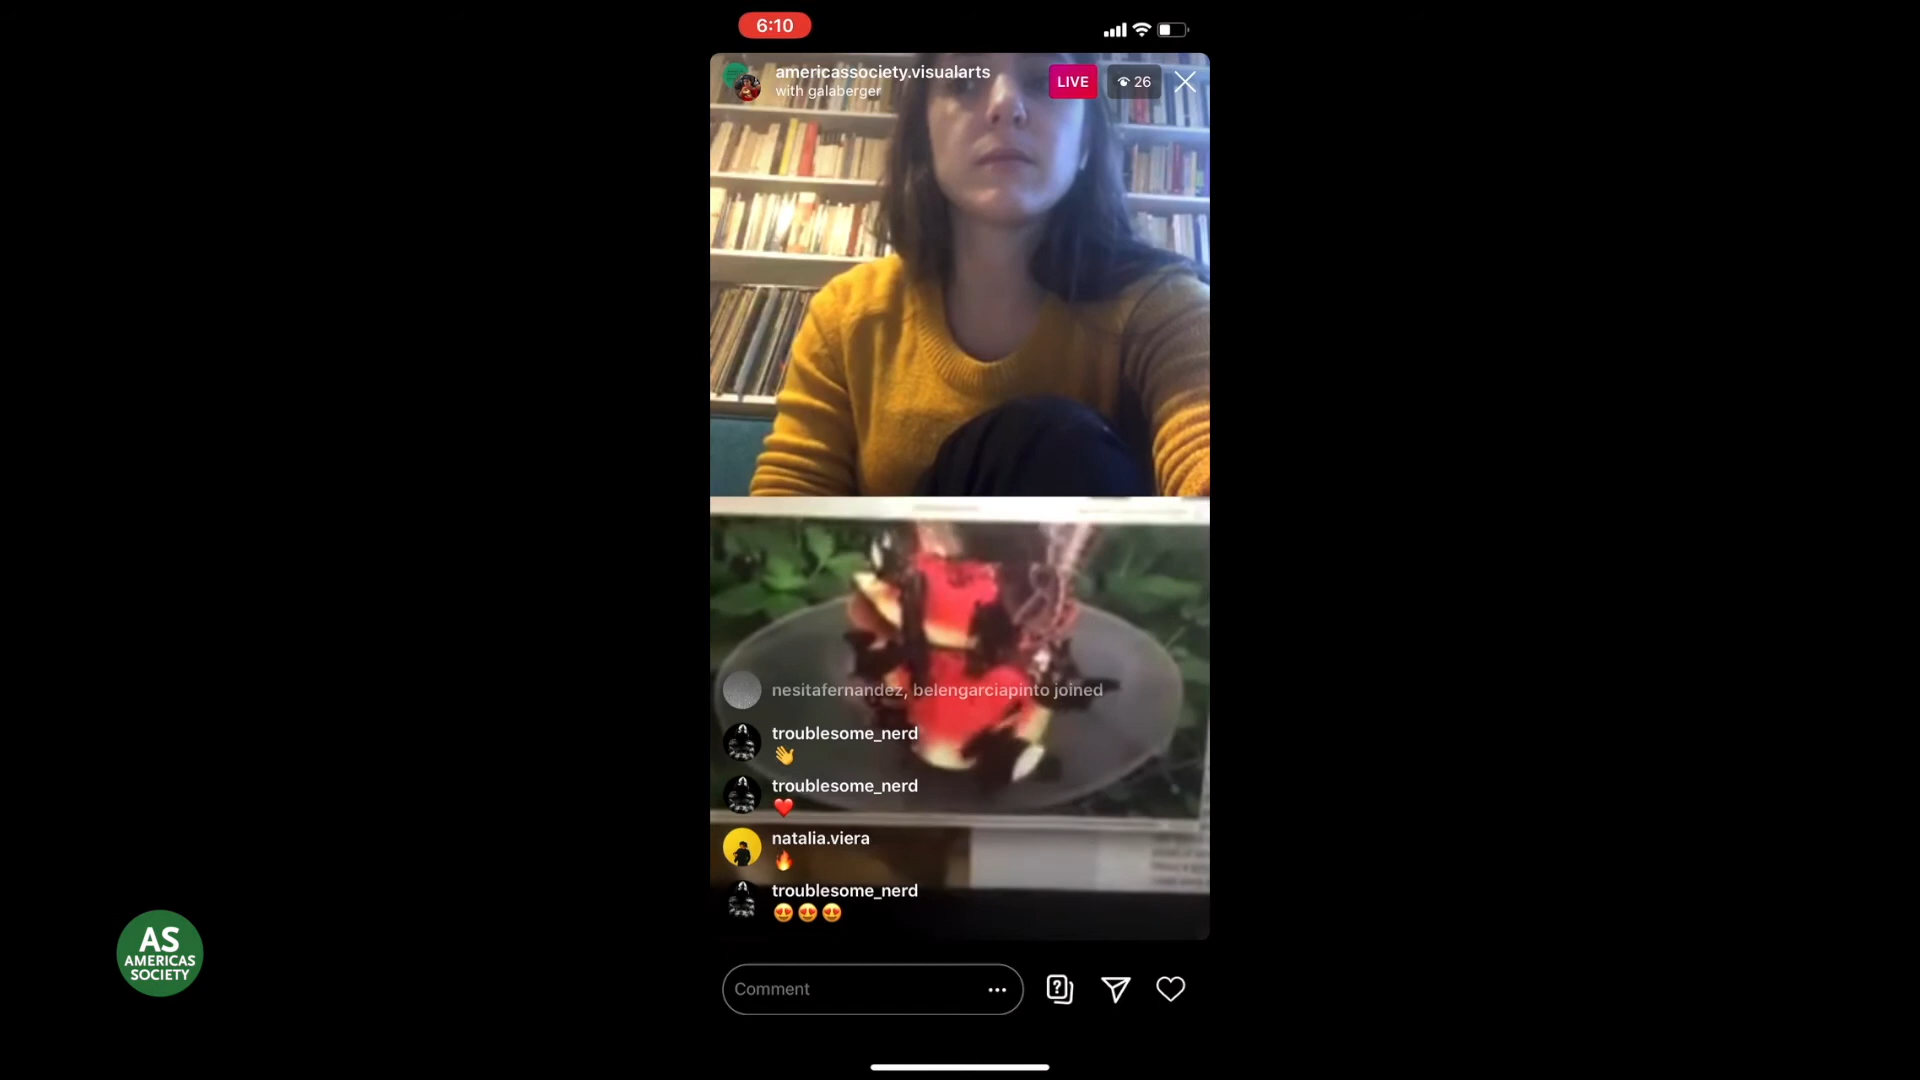 6:10
americassociety.visualarts
with galaberger
LIVE
26
nesitafernandez, belengarciapinto joined
troublesome_nerd
👋
troublesome_nerd
❤️
natalia.viera
🔥
troublesome_nerd
😍😍😍
Comment
AS
AMERICAS
SOCIETY